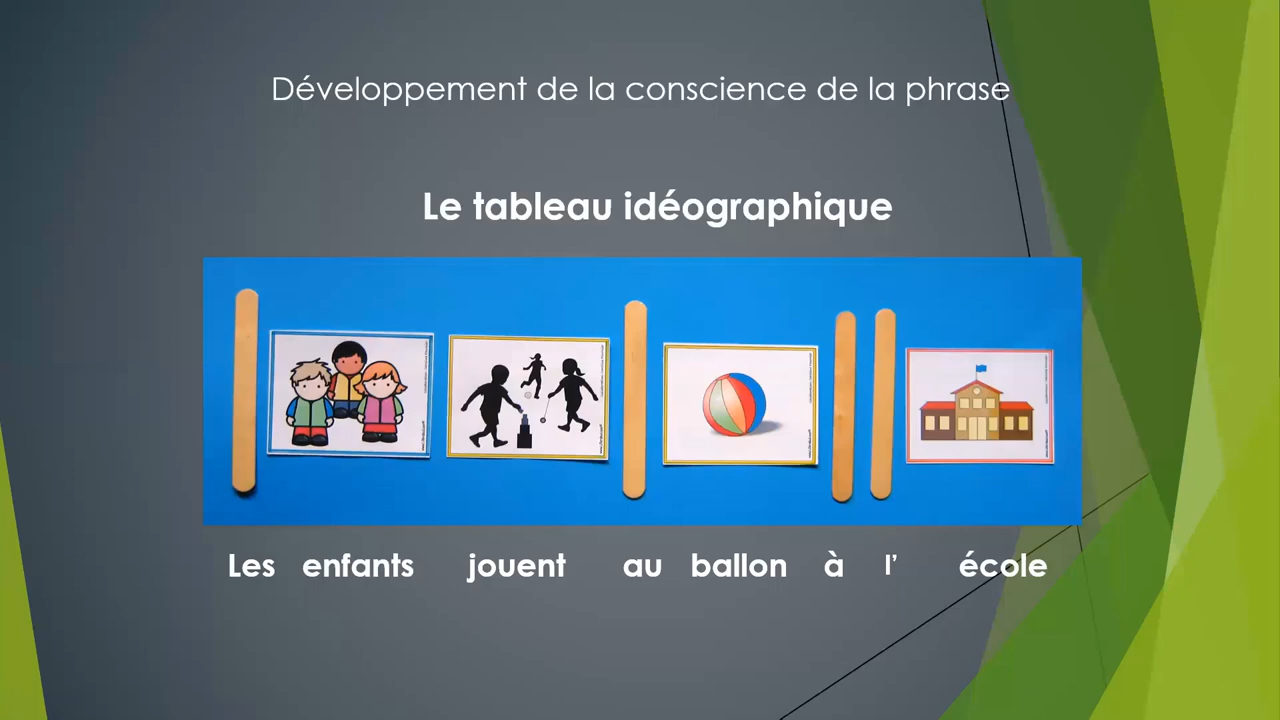 Développement de la conscience de la phrase
Le tableau idéographique
Les enfants jouent au ballon à l' école